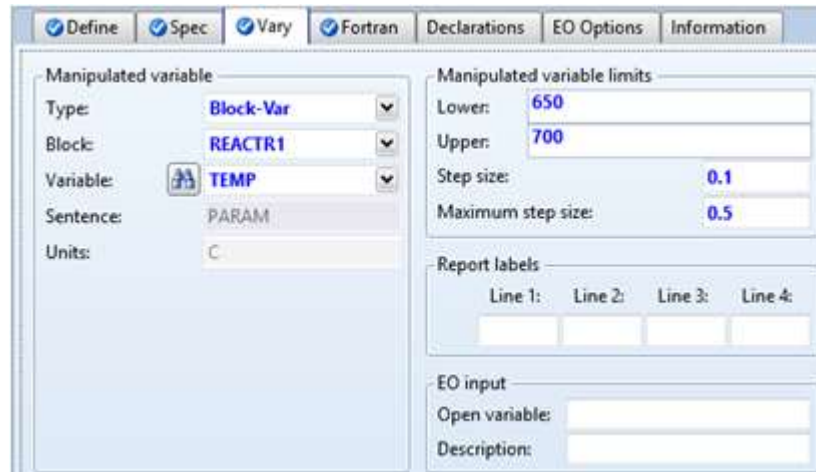 Define Spec Vary Fortran Declarations EO Options Information
Manipulated variable
Type: Block-Var
Block: REACTR1
Variable: TEMP
Sentence: PARAM
Units: C
Manipulated variable limits
Lower: 650
Upper: 700
Step size: 0.1
Maximum step size: 0.5
Report labels
Line 1: Line 2: Line 3: Line 4:
EO input
Open variable:
Description: